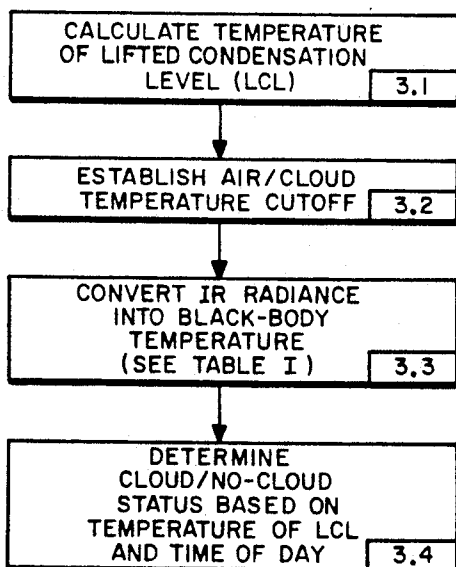 CALCULATE TEMPERATURE
OF LIFTED CONDENSATION
LEVEL (LCL)
3.1
ESTABLISH AIR/CLOUD
TEMPERATURE CUTOFF
3.2
CONVERT IR RADIANCE
INTO BLACK-BODY
TEMPERATURE
(SEE TABLE I)
3.3
DETERMINE
CLOUD/NO-CLOUD
STATUS BASED ON
TEMPERATURE OF LCL
AND TIME OF DAY
3.4